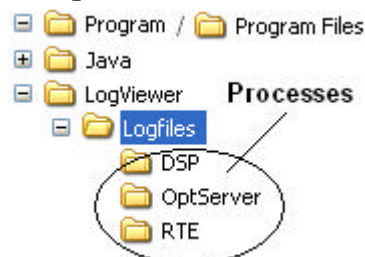 Program / Program Files
Java
LogViewer Processes
Logfiles
DSP
OptServer
RTE